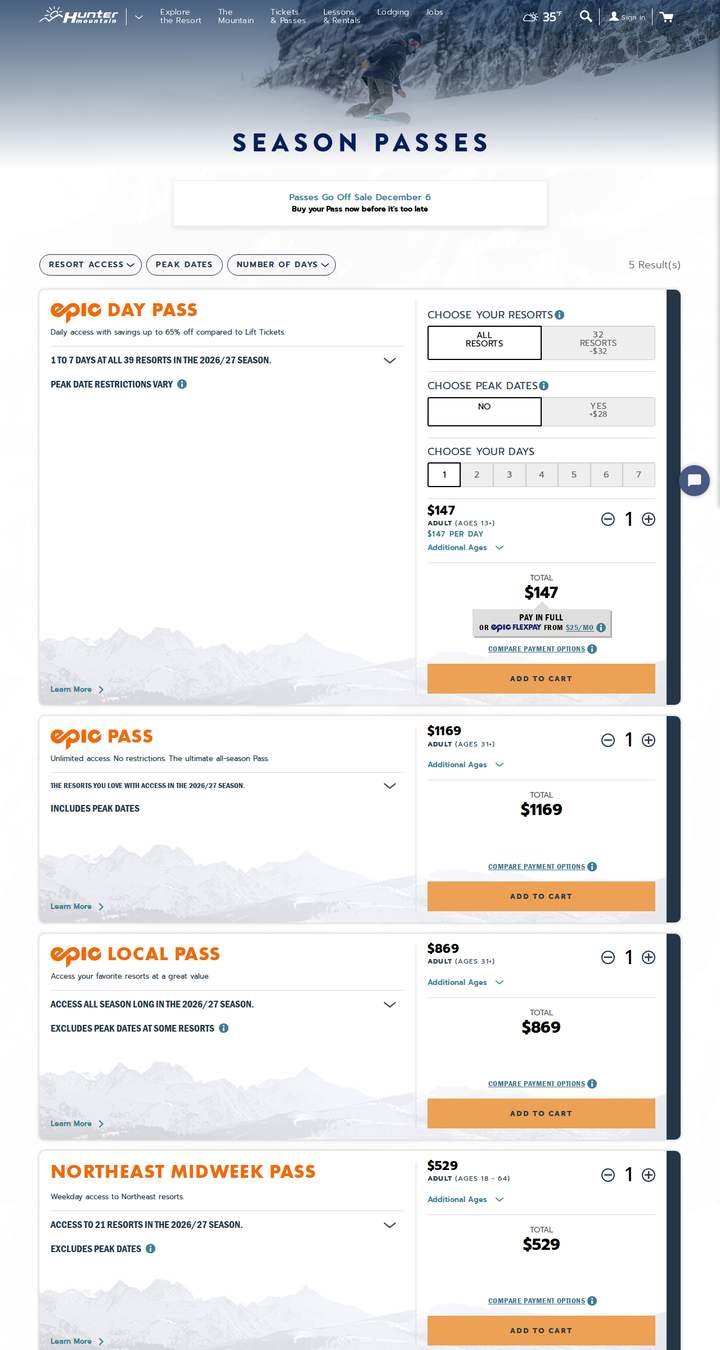 Hunter mountain
Explore the Resort
The Mountain
Tickets & Passes
Lessons & Rentals
Lodging
Jobs
35°F
Sign in
SEASON PASSES
Passes Go Off Sale December 6
Buy your Pass now before it's too late
RESORT ACCESS
PEAK DATES
NUMBER OF DAYS
5 Result(s)
epic DAY PASS
Daily access with savings up to 65% off compared to Lift Tickets.
1 TO 7 DAYS AT ALL 39 RESORTS IN THE 2026/27 SEASON.
PEAK DATE RESTRICTIONS VARY
Learn More
CHOOSE YOUR RESORTS
ALL RESORTS
32 RESORTS -$32
CHOOSE PEAK DATES
NO
YES +$28
CHOOSE YOUR DAYS
1 2 3 4 5 6 7
$147
ADULT (AGES 13+)
1
$147 PER DAY
Additional Ages
TOTAL
$147
PAY IN FULL
OR epic FLEXPAY FROM $25/MO
COMPARE PAYMENT OPTIONS
ADD TO CART
epic PASS
Unlimited access. No restrictions. The ultimate all-season Pass.
THE RESORTS YOU LOVE WITH ACCESS IN THE 2026/27 SEASON.
INCLUDES PEAK DATES
Learn More
$1169
ADULT (AGES 31+)
1
Additional Ages
TOTAL
$1169
COMPARE PAYMENT OPTIONS
ADD TO CART
epic LOCAL PASS
Access your favorite resorts at a great value
ACCESS ALL SEASON LONG IN THE 2026/27 SEASON.
EXCLUDES PEAK DATES AT SOME RESORTS
Learn More
$869
ADULT (AGES 31+)
1
Additional Ages
TOTAL
$869
COMPARE PAYMENT OPTIONS
ADD TO CART
NORTHEAST MIDWEEK PASS
Weekday access to Northeast resorts.
ACCESS TO 21 RESORTS IN THE 2026/27 SEASON.
EXCLUDES PEAK DATES
Learn More
$529
ADULT (AGES 18 - 64)
1
Additional Ages
TOTAL
$529
COMPARE PAYMENT OPTIONS
ADD TO CART